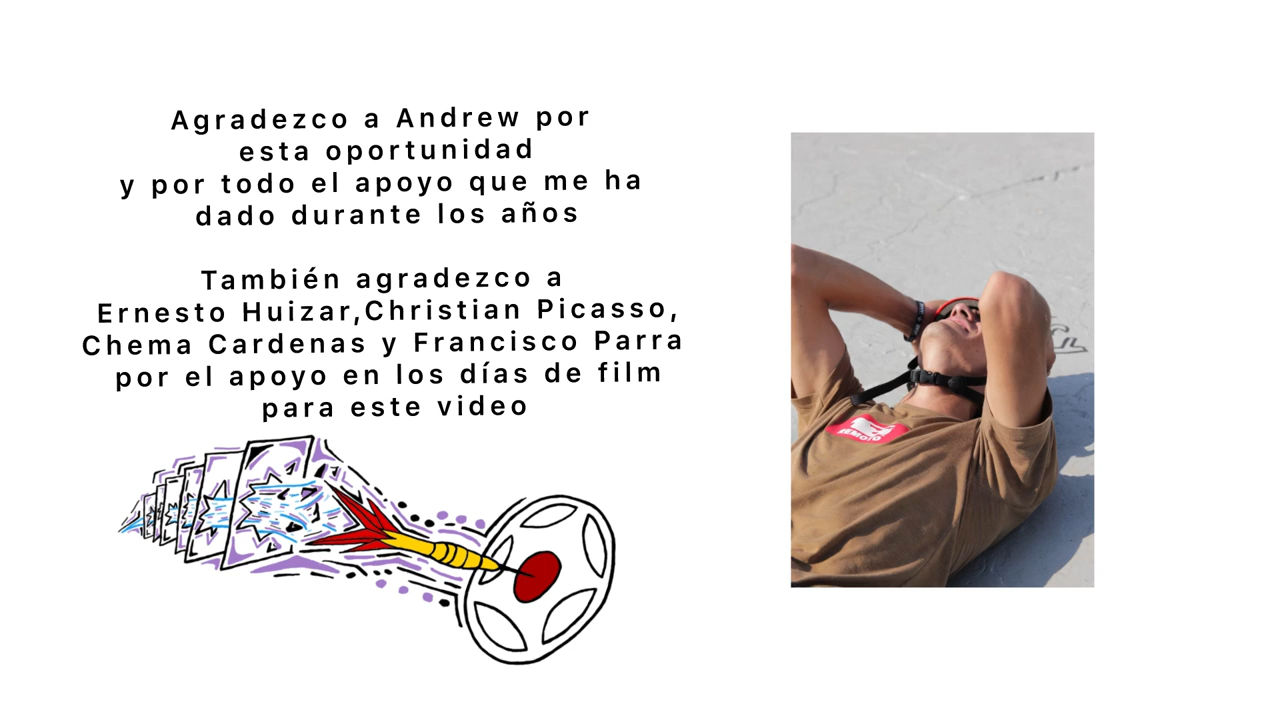 Agradezco a Andrew por
esta oportunidad
y por todo el apoyo que me ha
dado durante los años
También agradezco a
Ernesto Huizar,Christian Picasso,
Chema Cardenas y Francisco Parra
por el apoyo en los días de film
para este video
REMOTO